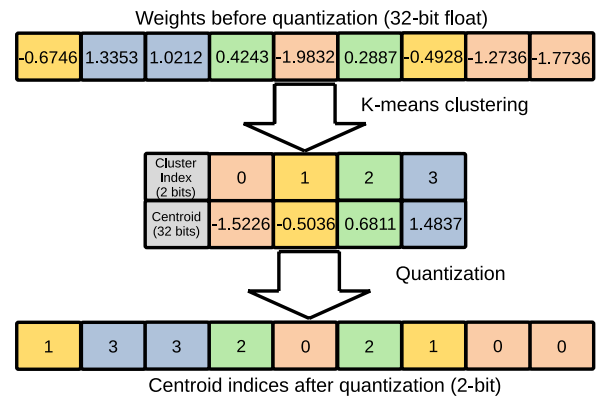 Weights before quantization (32-bit float)
-0.6746 1.3353 1.0212 0.4243 -1.9832 0.2887 -0.4928 -1.2736 -1.7736
K-means clustering
Cluster
Index
(2 bits)
0 1 2 3
Centroid
(32 bits)
-1.5226 -0.5036 0.6811 1.4837
Quantization
1 3 3 2 0 2 1 0 0
Centroid indices after quantization (2-bit)